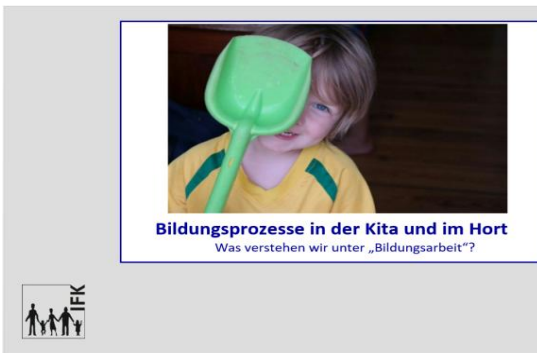 Bildungsprozesse in der Kita und im Hort
Was verstehen wir unter „Bildungsarbeit“?
IFK